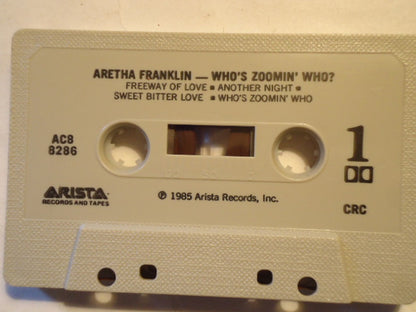 ARETHA FRANKLIN — WHO'S ZOOMIN' WHO?
FREEWAY OF LOVE ▪ ANOTHER NIGHT ▪
SWEET BITTER LOVE ▪ WHO'S ZOOMIN' WHO
AC8
8286
1
ARISTA
RECORDS AND TAPES
℗ 1985 Arista Records, Inc.
CRC